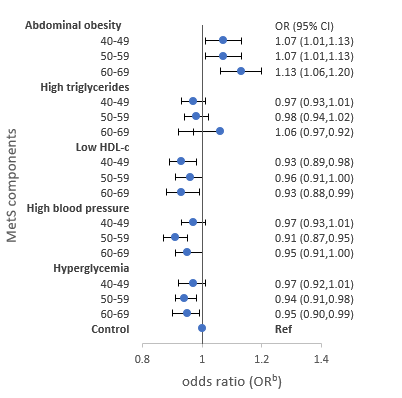 Abdominal obesity OR (95% CI)
40-49 1.07 (1.01,1.13)
50-59 1.07 (1.01,1.13)
60-69 1.13 (1.06,1.20)
High triglycerides
40-49 0.97 (0.93,1.01)
50-59 0.98 (0.94,1.02)
60-69 1.06 (0.97,0.92)
Low HDL-c
40-49 0.93 (0.89,0.98)
50-59 0.96 (0.91,1.00)
60-69 0.93 (0.88,0.99)
High blood pressure
40-49 0.97 (0.93,1.01)
50-59 0.91 (0.87,0.95)
60-69 0.95 (0.91,1.00)
Hyperglycemia
40-49 0.97 (0.92,1.01)
50-59 0.94 (0.91,0.98)
60-69 0.95 (0.90,0.99)
Control Ref
0.8 1 1.2 1.4
odds ratio (ORᵇ)
MetS components